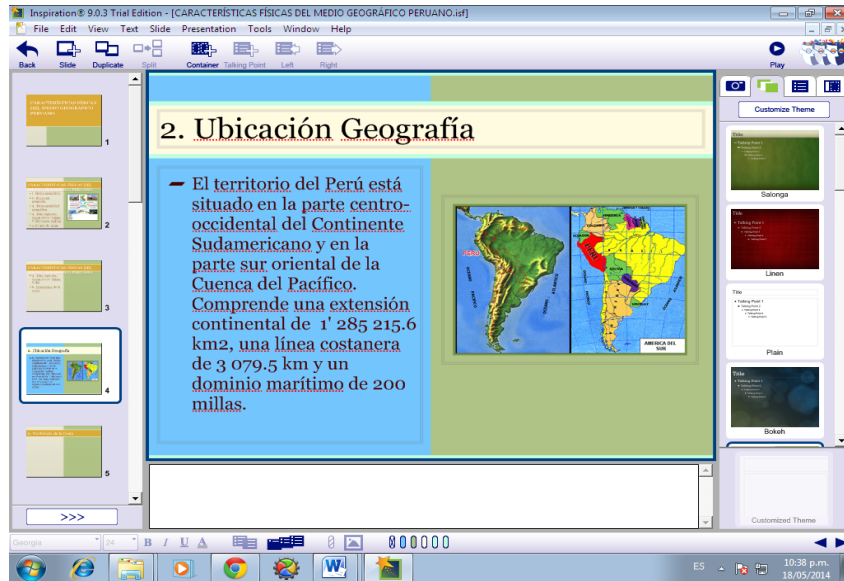 Inspiration® 9.0.3 Trial Edition - [CARACTERÍSTICAS FÍSICAS DEL MEDIO GEOGRÁFICO PERUANO.isf]
File Edit View Text Slide Presentation Tools Window Help
Back Slide Duplicate Split Container Talking Point Left Right Play
1
2
3
4
5
>>>
2. Ubicación Geografía
El territorio del Perú está
situado en la parte centro-
occidental del Continente
Sudamericano y en la
parte sur oriental de la
Cuenca del Pacífico.
Comprende una extensión
continental de 1' 285 215.6
km2, una línea costanera
de 3 079.5 km y un
dominio marítimo de 200
millas.
PERÚ
AMERICA DEL
SUR
Customize Theme
Title
Salonga
Title
Linen
Title
Plain
Title
Bokeh
Customized Theme
Georgia 24 B I U A
ES 10:38 p.m.
18/05/2014